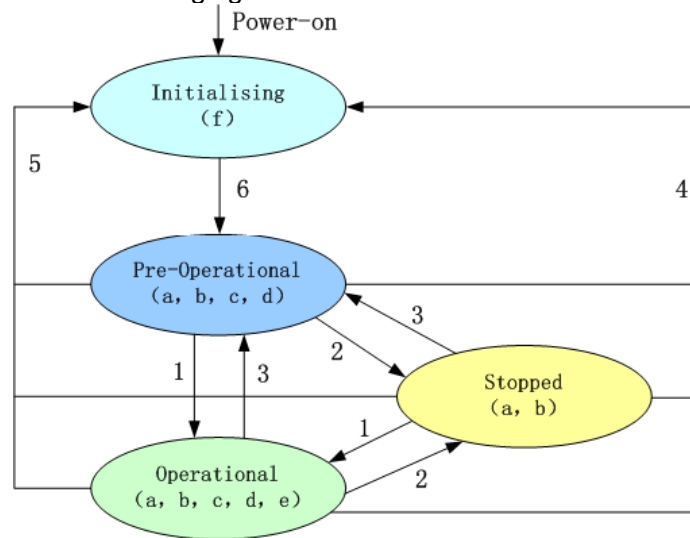 Power-on
Initialising
(f)
5
4
6
Pre-Operational
(a, b, c, d)
3
2
1
3
Stopped
(a, b)
1
Operational
(a, b, c, d, e)
2